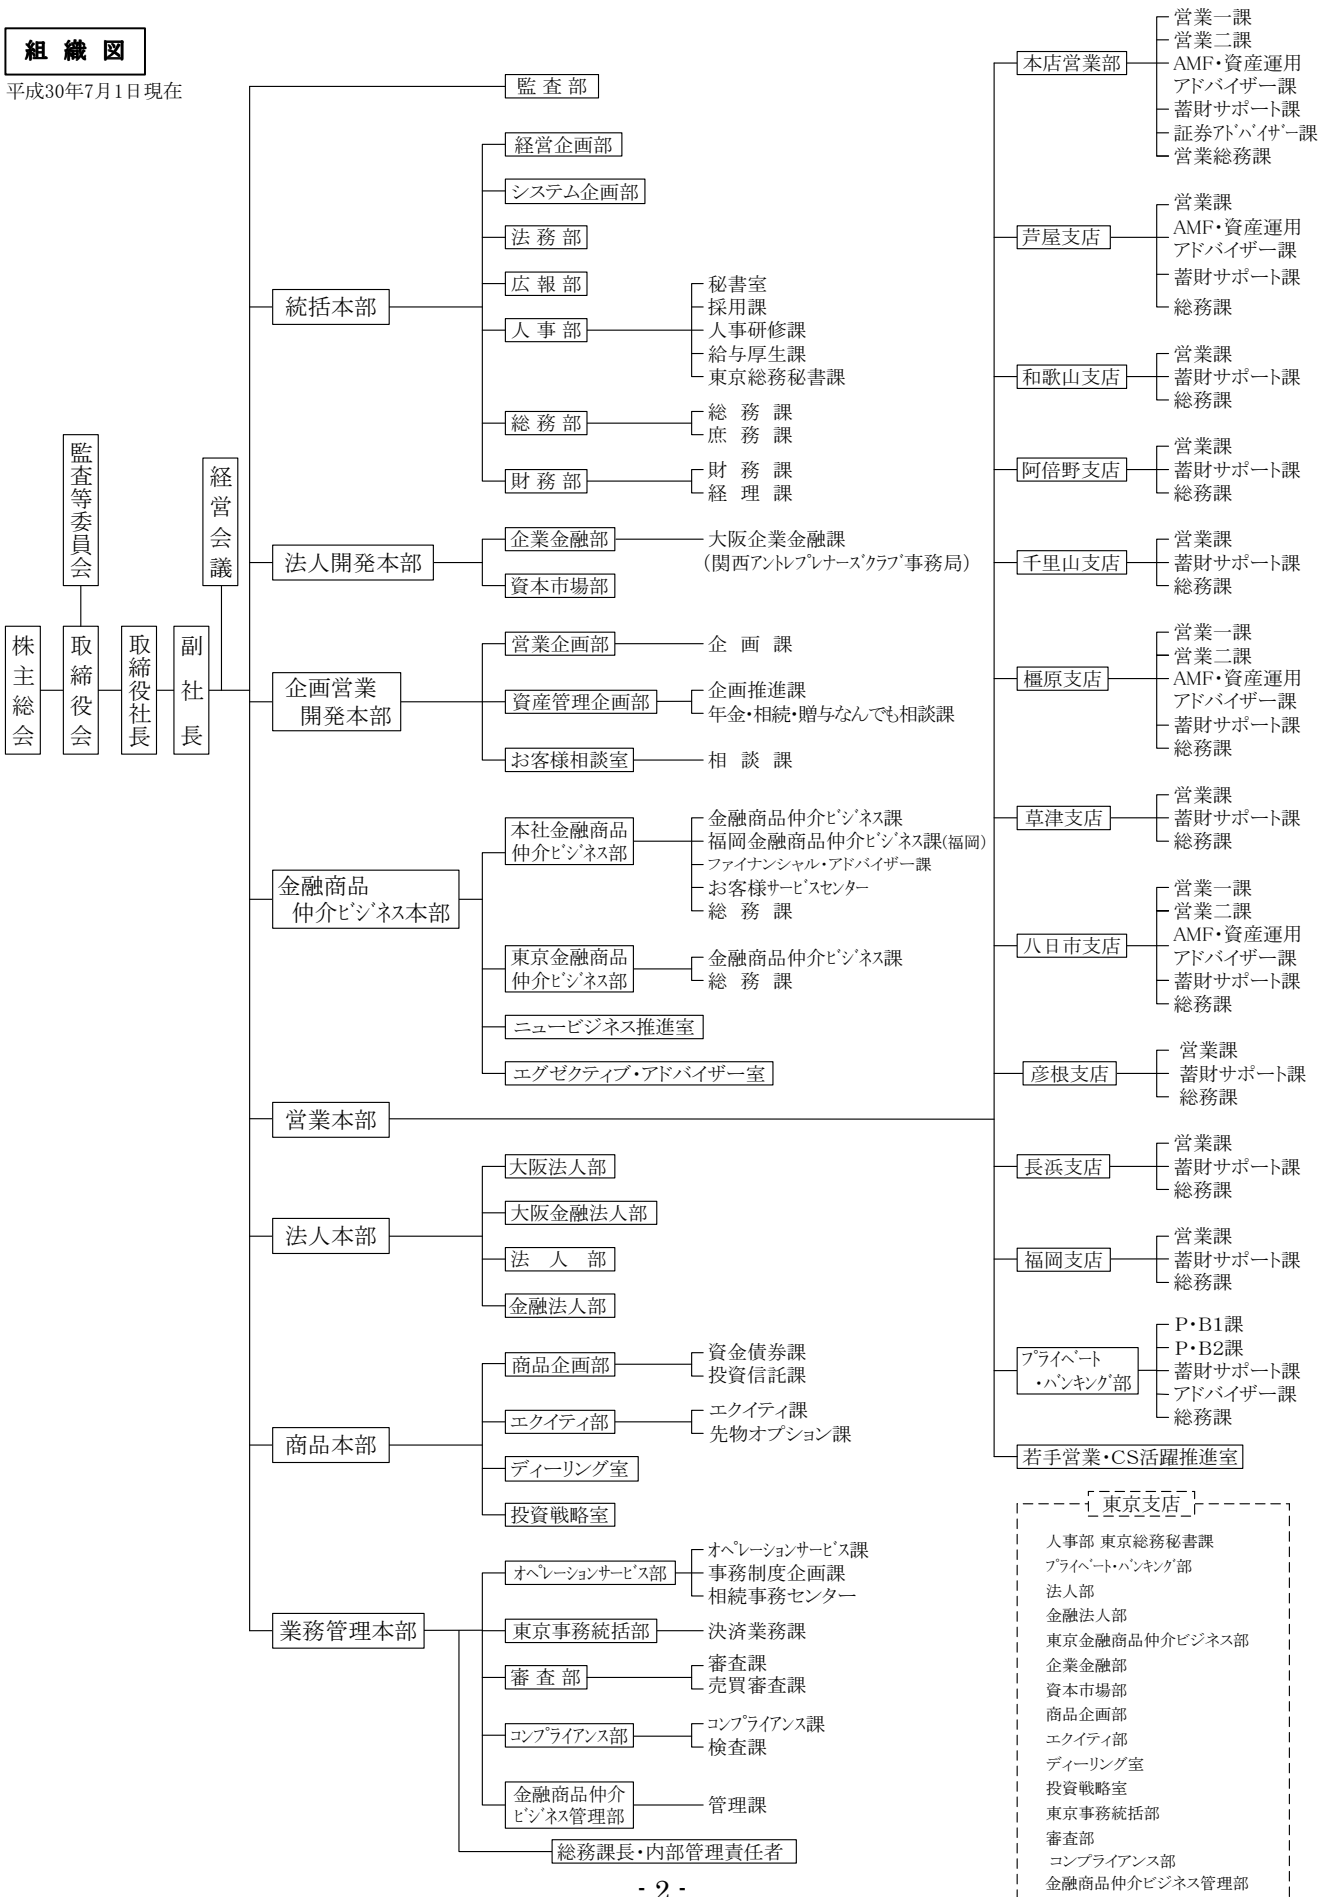 組織図
平成30年7月1日現在
株主総会
監査等委員会
取締役会
取締役社長
副社長
経営会議
監査部
統括本部
経営企画部
システム企画部
法務部
広報部
人事部
秘書室
採用課
人事研修課
給与厚生課
東京総務秘書課
総務部
総務課
庶務課
財務部
財務課
経理課
法人開発本部
企業金融部
大阪企業金融課
(関西アントレプレナーズクラブ事務局)
資本市場部
企画営業
開発本部
営業企画部
企画課
資産管理企画部
企画推進課
年金・相続・贈与なんでも相談課
お客様相談室
相談課
金融商品
仲介ビジネス本部
本社金融商品
仲介ビジネス部
金融商品仲介ビジネス課
福岡金融商品仲介ビジネス課(福岡)
ファイナンシャル・アドバイザー課
お客様サービスセンター
総務課
東京金融商品
仲介ビジネス部
金融商品仲介ビジネス課
総務課
ニュービジネス推進室
エグゼクティブ・アドバイザー室
営業本部
法人本部
大阪法人部
大阪金融法人部
法人部
金融法人部
商品本部
商品企画部
資金債券課
投資信託課
エクイティ部
エクイティ課
先物オプション課
ディーリング室
投資戦略室
業務管理本部
オペレーションサービス部
オペレーションサービス課
事務制度企画課
相続事務センター
東京事務統括部
決済業務課
審査部
審査課
売買審査課
コンプライアンス部
コンプライアンス課
検査課
金融商品仲介
ビジネス管理部
管理課
総務課長・内部管理責任者
本店営業部
営業一課
営業二課
AMF・資産運用
アドバイザー課
蓄財サポート課
証券アドバイザー課
営業総務課
芦屋支店
営業課
AMF・資産運用
アドバイザー課
蓄財サポート課
総務課
和歌山支店
営業課
蓄財サポート課
総務課
阿倍野支店
営業課
蓄財サポート課
総務課
千里山支店
営業課
蓄財サポート課
総務課
橿原支店
営業一課
営業二課
AMF・資産運用
アドバイザー課
蓄財サポート課
総務課
草津支店
営業課
蓄財サポート課
総務課
八日市支店
営業一課
営業二課
AMF・資産運用
アドバイザー課
蓄財サポート課
総務課
彦根支店
営業課
蓄財サポート課
総務課
長浜支店
営業課
蓄財サポート課
総務課
福岡支店
営業課
蓄財サポート課
総務課
プライベート
・バンキング部
P・B1課
P・B2課
蓄財サポート課
アドバイザー課
総務課
若手営業・CS活躍推進室
東京支店
人事部 東京総務秘書課
プライベート・バンキング部
法人部
金融法人部
東京金融商品仲介ビジネス部
企業金融部
資本市場部
商品企画部
エクイティ部
ディーリング室
投資戦略室
東京事務統括部
審査部
コンプライアンス部
金融商品仲介ビジネス管理部
- 2 -